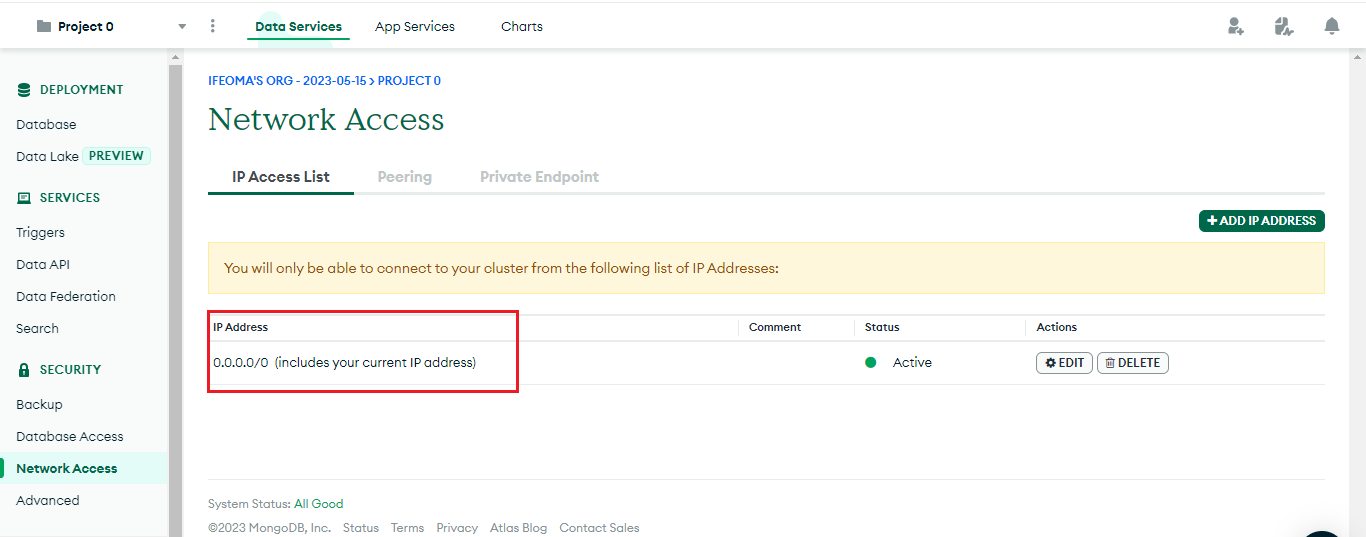 Project 0
Data Services
App Services
Charts
DEPLOYMENT
Database
Data Lake PREVIEW
SERVICES
Triggers
Data API
Data Federation
Search
SECURITY
Backup
Database Access
Network Access
Advanced
IFEOMA'S ORG - 2023-05-15 > PROJECT 0
Network Access
IP Access List
Peering
Private Endpoint
+ ADD IP ADDRESS
You will only be able to connect to your cluster from the following list of IP Addresses:
IP Address Comment Status Actions
0.0.0.0/0 (includes your current IP address) Active EDIT DELETE
System Status: All Good
©2023 MongoDB, Inc. Status Terms Privacy Atlas Blog Contact Sales